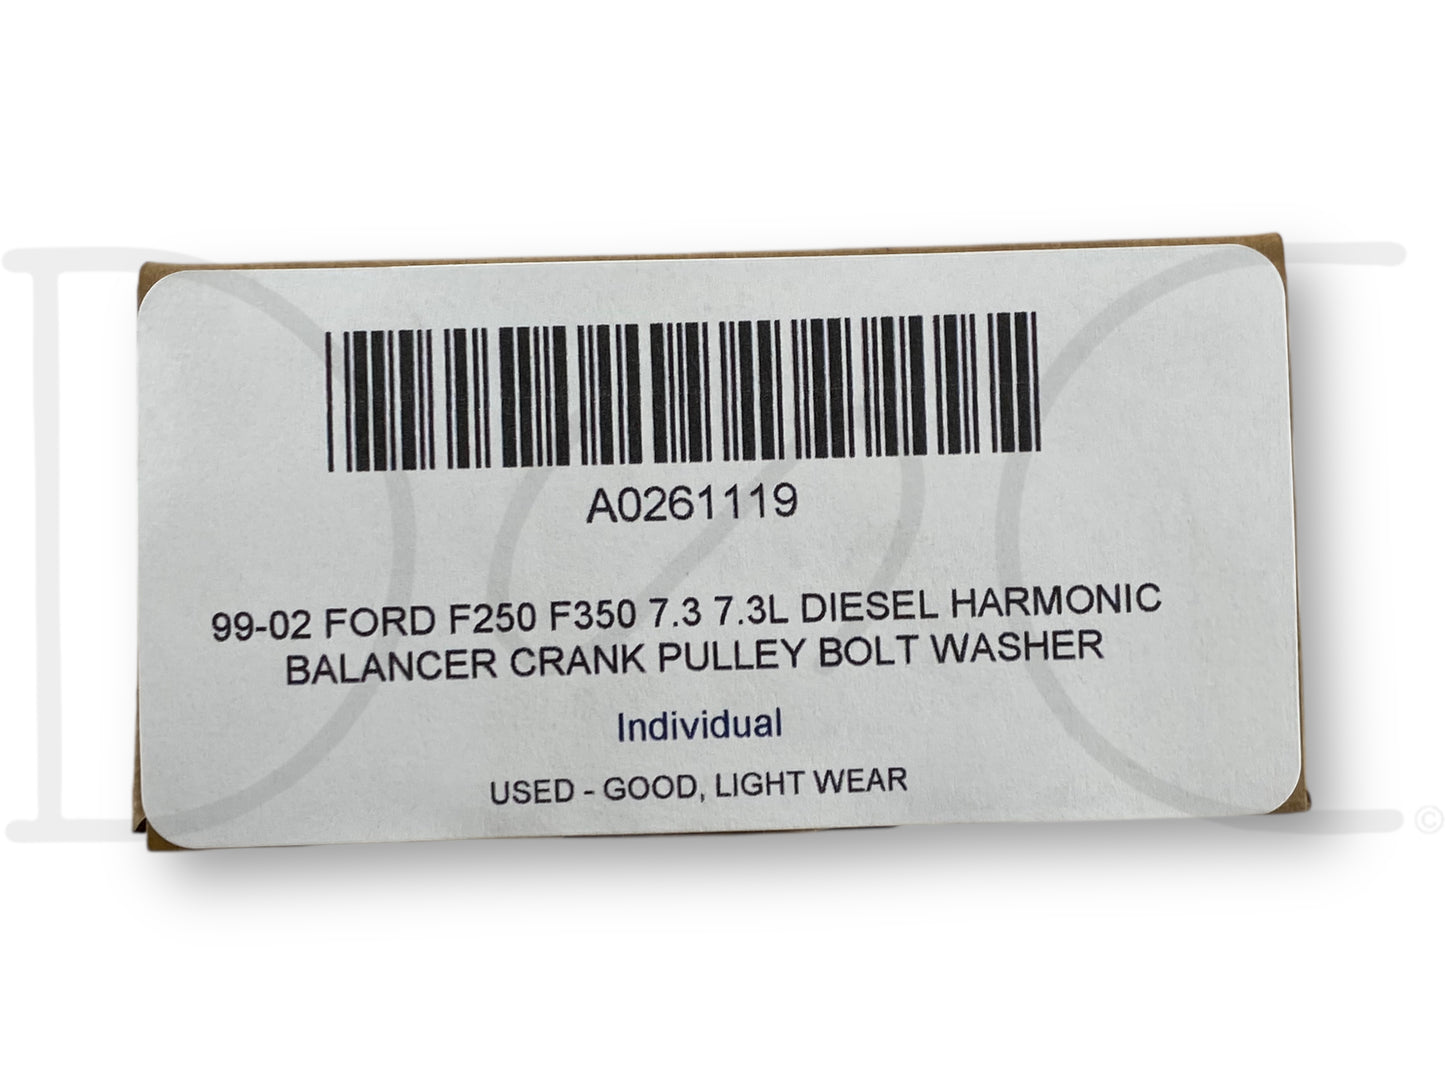 A0261119
99-02 FORD F250 F350 7.3 7.3L DIESEL HARMONIC
BALANCER CRANK PULLEY BOLT WASHER
Individual
USED - GOOD, LIGHT WEAR
©